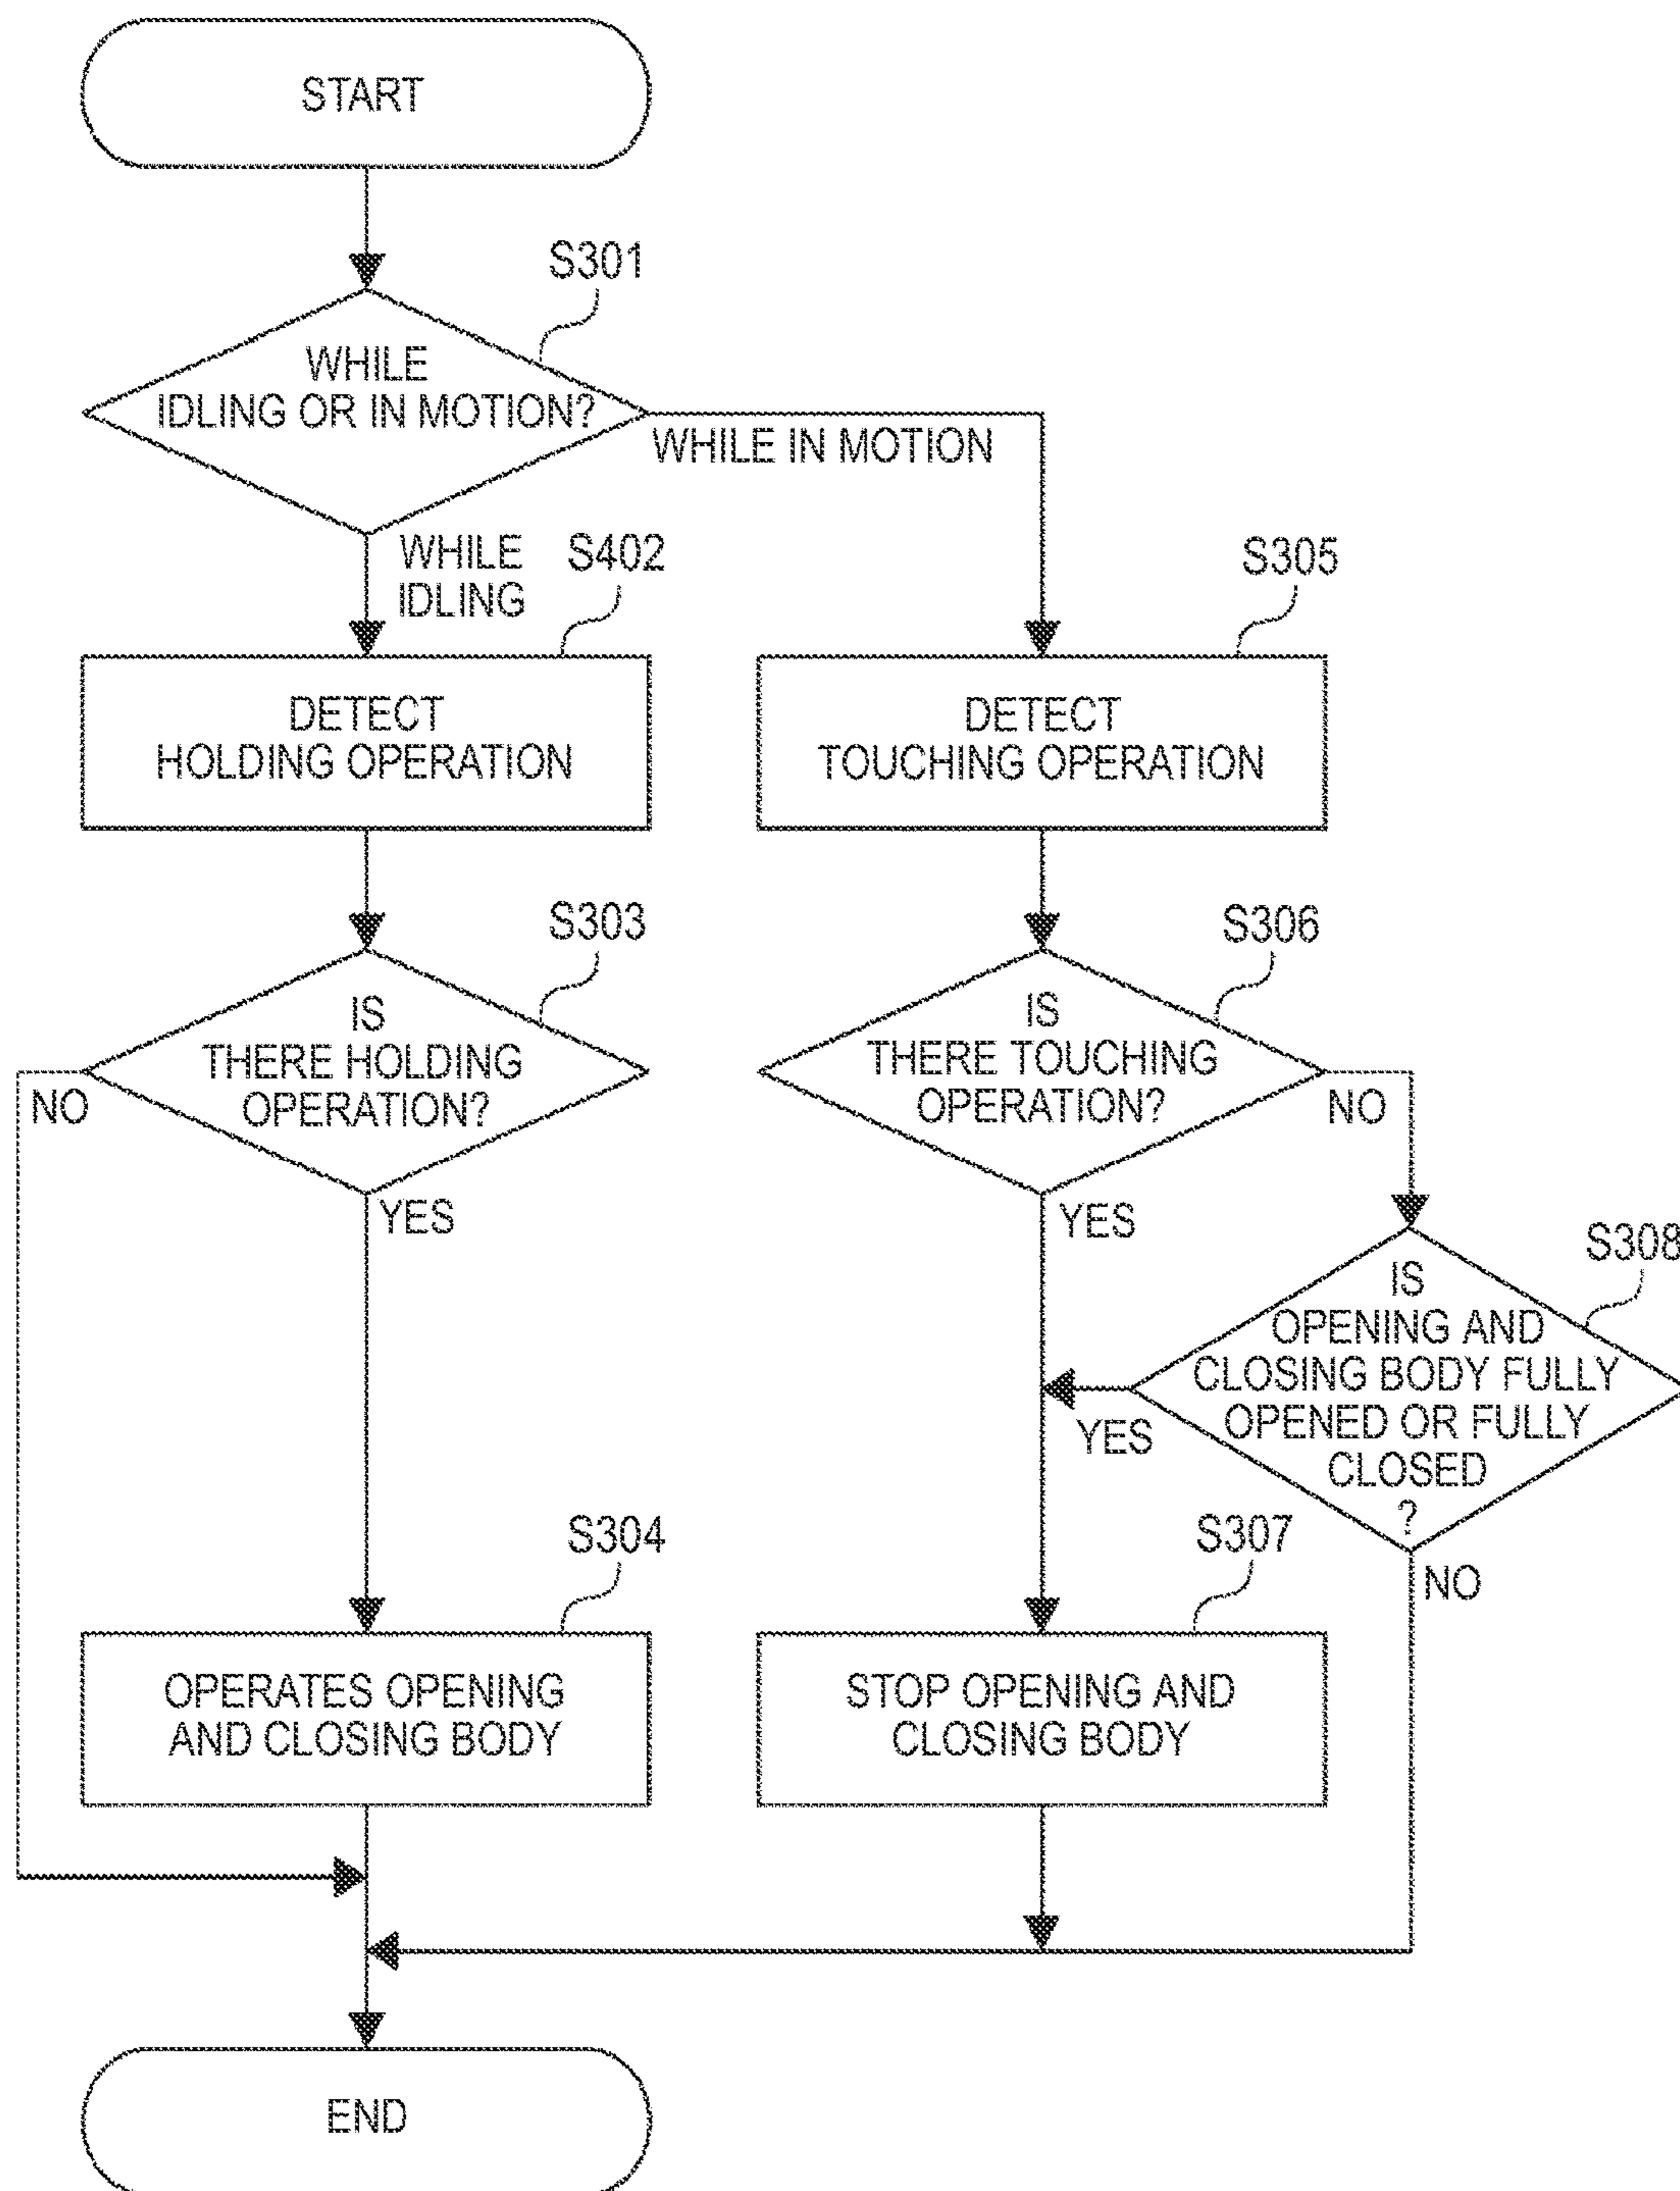 START
S301
WHILE
IDLING OR IN MOTION?
WHILE IN MOTION
WHILE
IDLING
S402
S305
DETECT
HOLDING OPERATION
DETECT
TOUCHING OPERATION
S303
S306
IS
THERE HOLDING
OPERATION?
NO
YES
IS
THERE TOUCHING
OPERATION?
NO
YES
S308
IS
OPENING AND
CLOSING BODY FULLY
OPENED OR FULLY
CLOSED
?
YES
NO
S304
S307
OPERATES OPENING
AND CLOSING BODY
STOP OPENING AND
CLOSING BODY
END